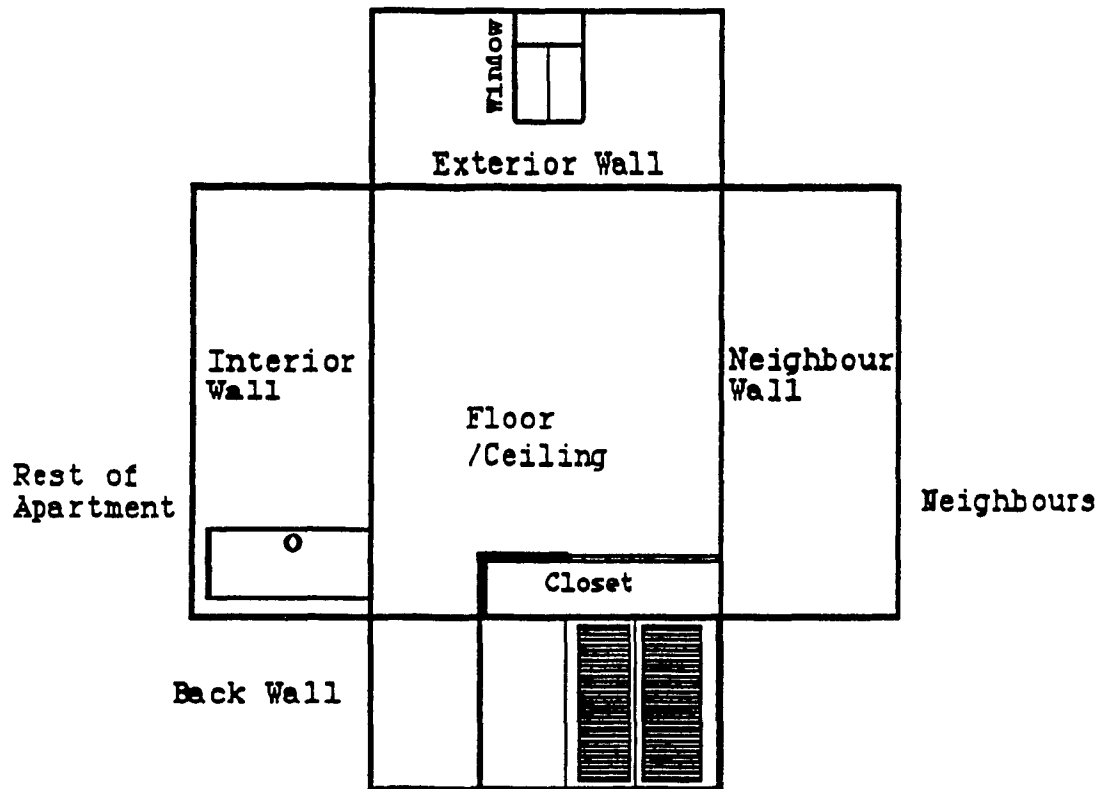 Window
Exterior Wall
Interior
Wall
Neighbour
Wall
Floor
/Ceiling
Rest of
Apartment
Neighbours
Closet
Back Wall